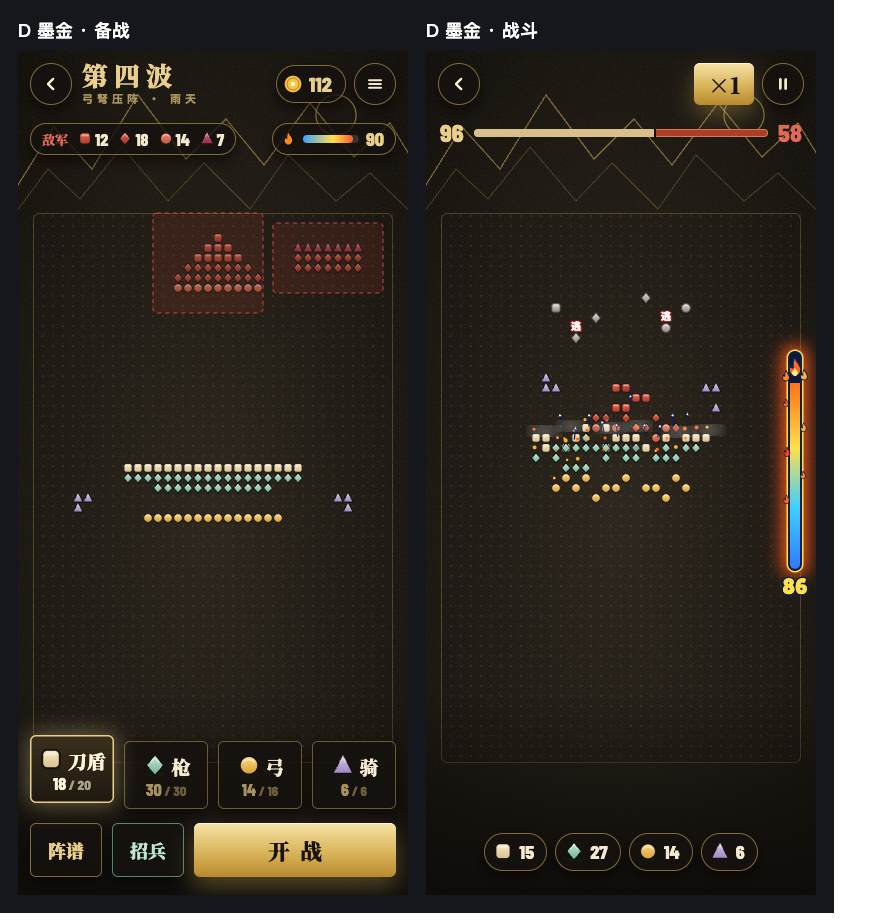 D 墨金 · 备战
第四波
弓弩压阵 · 雨天
112
敌军 12 18 14 7
90
刀盾
18 / 20
枪
30 / 30
弓
14 / 16
骑
6 / 6
阵谱
招兵
开战
D 墨金 · 战斗
×1
96
58
逃
逃
86
15
27
14
6